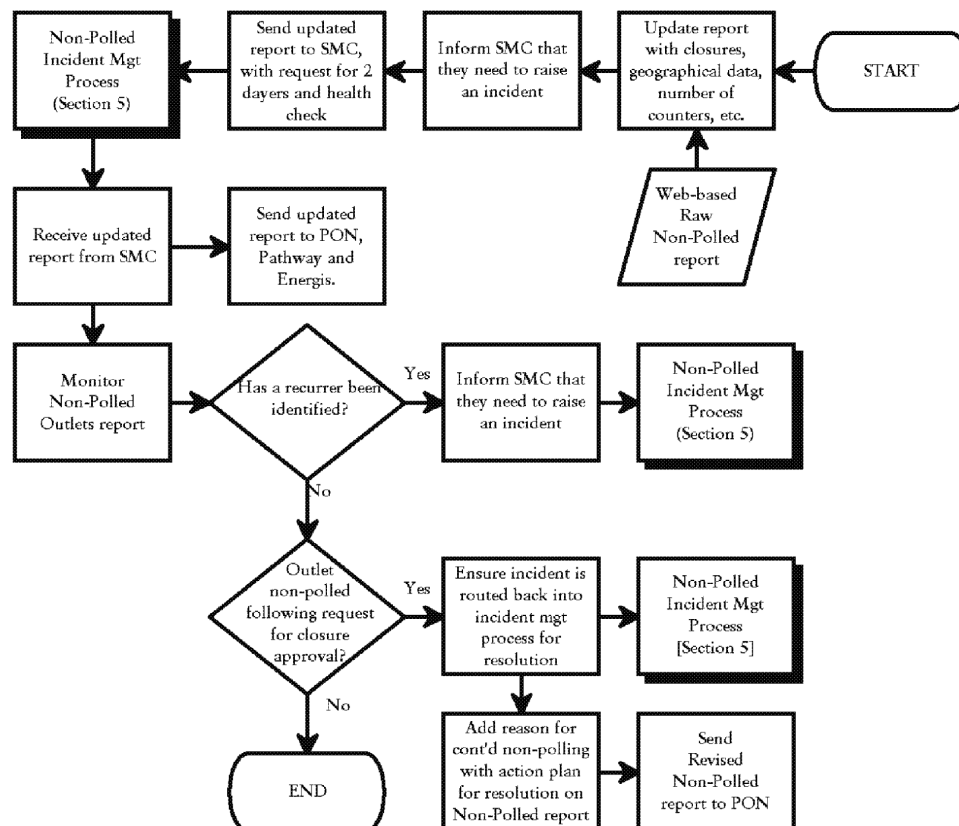 Non-Polled
Incident Mgt
Process
(Section 5)
Send updated
report to SMC,
with request for 2
dayers and health
check
Inform SMC that
they need to raise
an incident
Update report
with closures,
geographical data,
number of
counters, etc.
START
Web-based
Raw
Non-Polled
report
Receive updated
report from SMC
Send updated
report to PON,
Pathway and
Energis.
Monitor
Non-Polled
Outlets report
Has a recurrer been
identified?
Yes
Inform SMC that
they need to raise
an incident
Non-Polled
Incident Mgt
Process
(Section 5)
No
Outlet
non-polled
following request
for closure
approval?
Yes
Ensure incident is
routed back into
incident mgt
process for
resolution
Non-Polled
Incident Mgt
Process
[Section 5]
No
END
Add reason for
cont'd non-polling
with action plan
for resolution on
Non-Polled report
Send
Revised
Non-Polled
report to PON